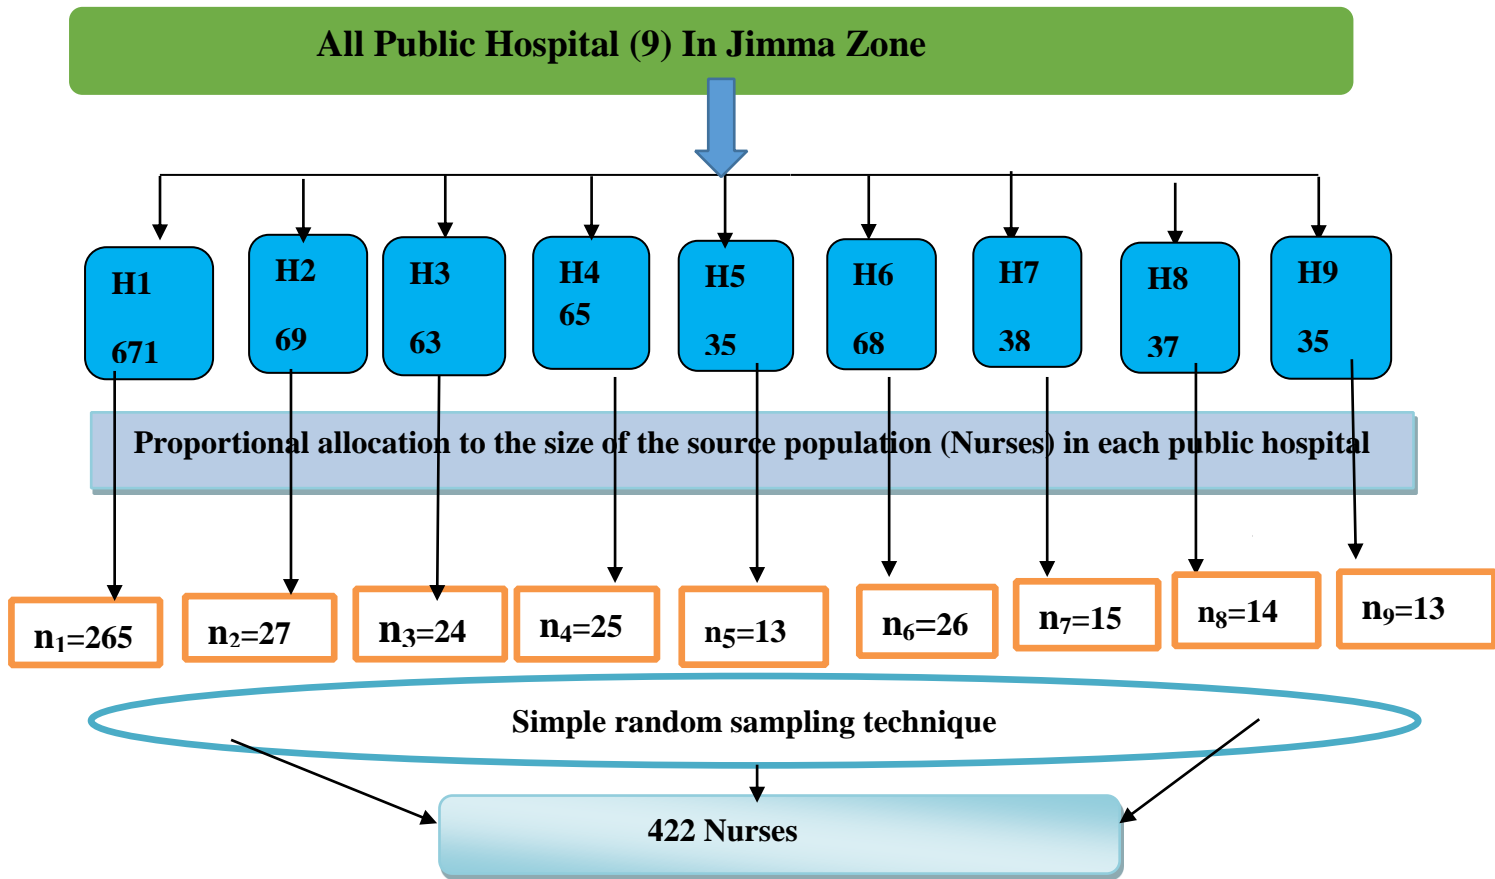 All Public Hospital (9) In Jimma Zone
H1
671
H2
69
H3
63
H4
65
H5
35
H6
68
H7
38
H8
37
H9
35
Proportional allocation to the size of the source population (Nurses) in each public hospital
n₁=265
n₂=27
n₃=24
n₄=25
n₅=13
n₆=26
n₇=15
n₈=14
n₉=13
Simple random sampling technique
422 Nurses